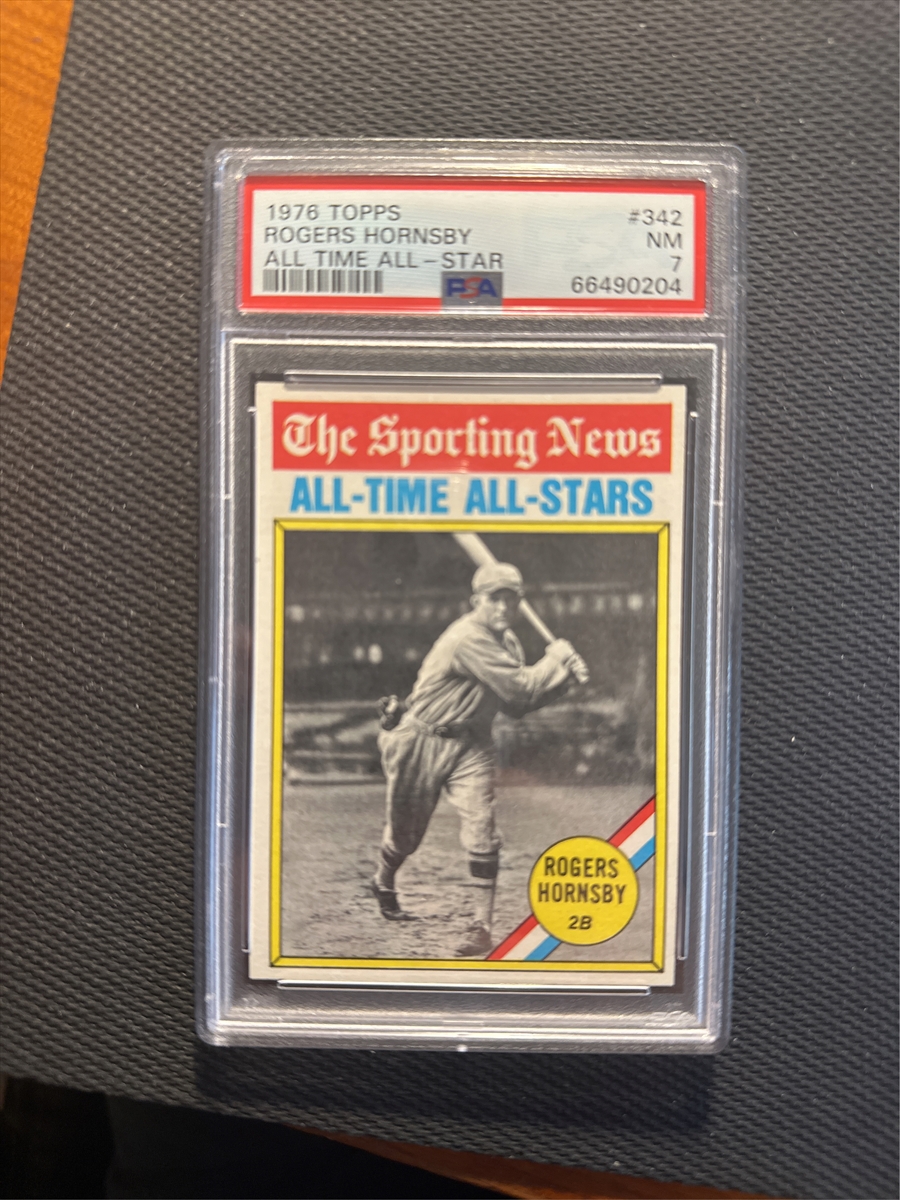 1976 TOPPS #342
ROGERS HORNSBY NM
ALL TIME ALL-STAR 7
PSA 66490204
The Sporting News
ALL-TIME ALL-STARS
ROGERS
HORNSBY
2B